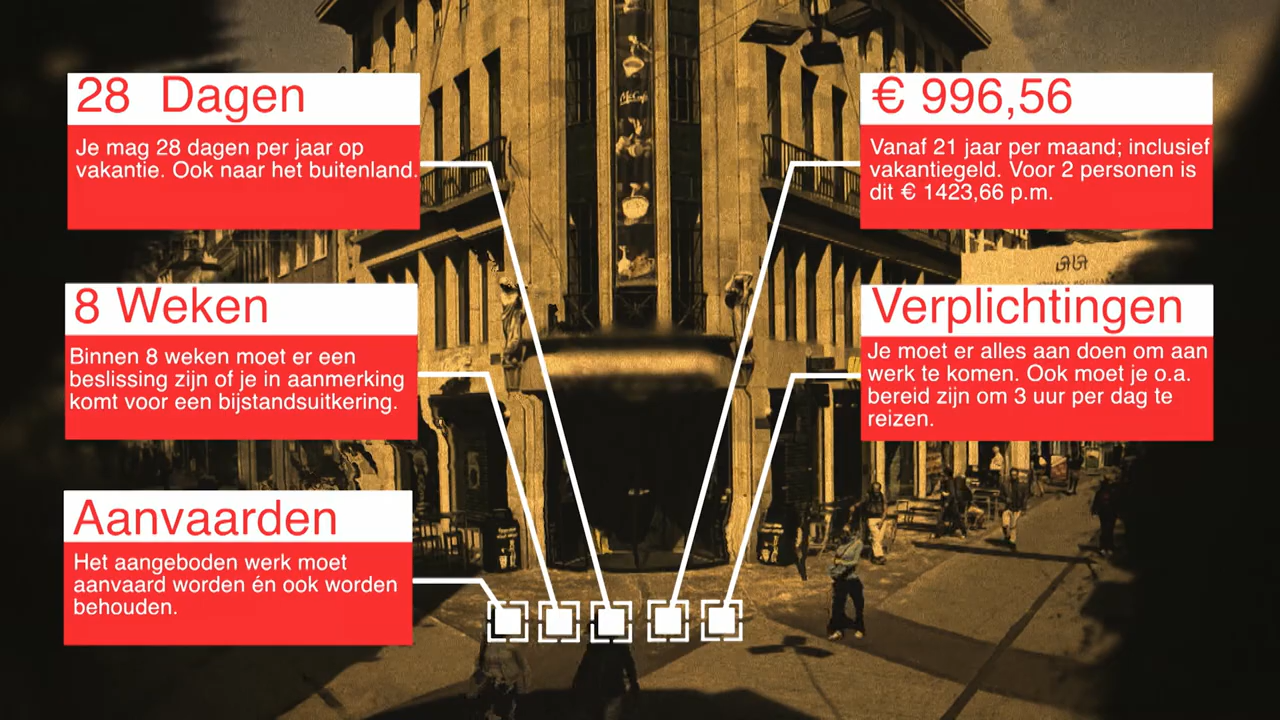 28 Dagen
Je mag 28 dagen per jaar op
vakantie. Ook naar het buitenland.
8 Weken
Binnen 8 weken moet er een
beslissing zijn of je in aanmerking
komt voor een bijstandsuitkering.
Aanvaarden
Het aangeboden werk moet
aanvaard worden én ook worden
behouden.
McCafé
€ 996,56
Vanaf 21 jaar per maand; inclusief
vakantiegeld. Voor 2 personen is
dit € 1423,66 p.m.
Verplichtingen
Je moet er alles aan doen om aan
werk te komen. Ook moet je o.a.
bereid zijn om 3 uur per dag te
reizen.